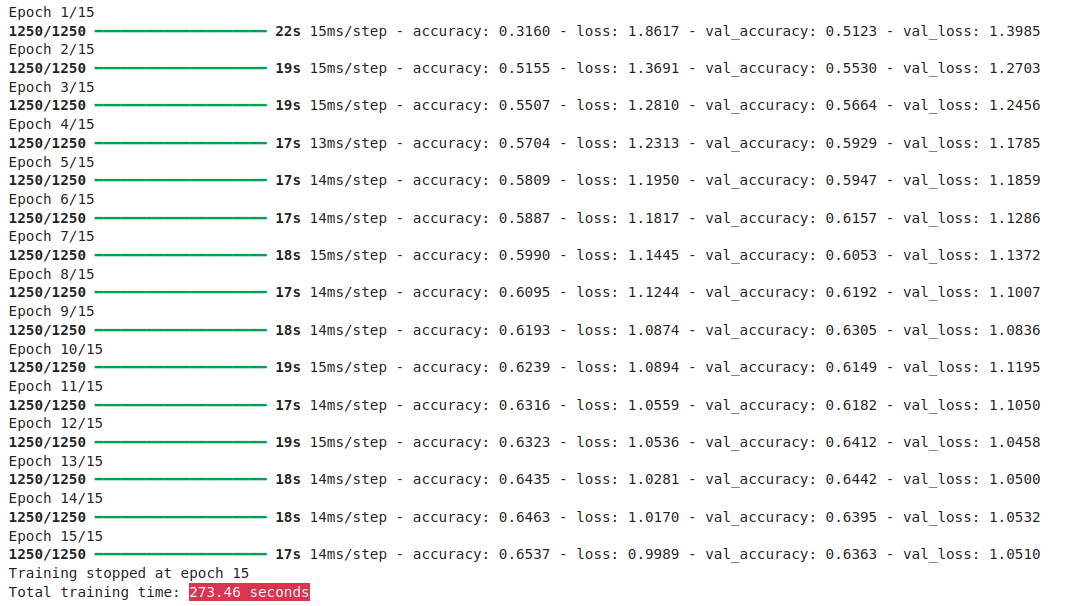 Epoch 1/15
1250/1250 22s 15ms/step - accuracy: 0.3160 - loss: 1.8617 - val_accuracy: 0.5123 - val_loss: 1.3985
Epoch 2/15
1250/1250 19s 15ms/step - accuracy: 0.5155 - loss: 1.3691 - val_accuracy: 0.5530 - val_loss: 1.2703
Epoch 3/15
1250/1250 19s 15ms/step - accuracy: 0.5507 - loss: 1.2810 - val_accuracy: 0.5664 - val_loss: 1.2456
Epoch 4/15
1250/1250 17s 13ms/step - accuracy: 0.5704 - loss: 1.2313 - val_accuracy: 0.5929 - val_loss: 1.1785
Epoch 5/15
1250/1250 17s 14ms/step - accuracy: 0.5809 - loss: 1.1950 - val_accuracy: 0.5947 - val_loss: 1.1859
Epoch 6/15
1250/1250 17s 14ms/step - accuracy: 0.5887 - loss: 1.1817 - val_accuracy: 0.6157 - val_loss: 1.1286
Epoch 7/15
1250/1250 18s 15ms/step - accuracy: 0.5990 - loss: 1.1445 - val_accuracy: 0.6053 - val_loss: 1.1372
Epoch 8/15
1250/1250 17s 14ms/step - accuracy: 0.6095 - loss: 1.1244 - val_accuracy: 0.6192 - val_loss: 1.1007
Epoch 9/15
1250/1250 18s 14ms/step - accuracy: 0.6193 - loss: 1.0874 - val_accuracy: 0.6305 - val_loss: 1.0836
Epoch 10/15
1250/1250 19s 15ms/step - accuracy: 0.6239 - loss: 1.0894 - val_accuracy: 0.6149 - val_loss: 1.1195
Epoch 11/15
1250/1250 17s 14ms/step - accuracy: 0.6316 - loss: 1.0559 - val_accuracy: 0.6182 - val_loss: 1.1050
Epoch 12/15
1250/1250 19s 15ms/step - accuracy: 0.6323 - loss: 1.0536 - val_accuracy: 0.6412 - val_loss: 1.0458
Epoch 13/15
1250/1250 18s 14ms/step - accuracy: 0.6435 - loss: 1.0281 - val_accuracy: 0.6442 - val_loss: 1.0500
Epoch 14/15
1250/1250 18s 14ms/step - accuracy: 0.6463 - loss: 1.0170 - val_accuracy: 0.6395 - val_loss: 1.0532
Epoch 15/15
1250/1250 17s 14ms/step - accuracy: 0.6537 - loss: 0.9989 - val_accuracy: 0.6363 - val_loss: 1.0510
Training stopped at epoch 15
Total training time: 273.46 seconds